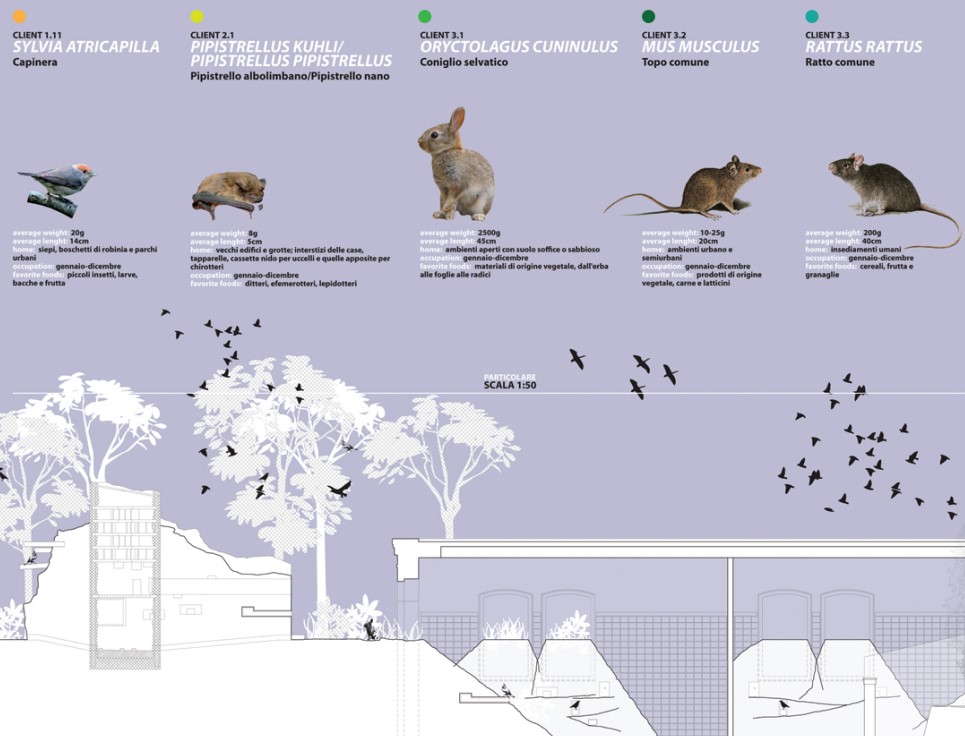 CLIENT 1.11
SYLVIA ATRICAPILLA
Capinera
average weight: 20g
average lenght: 14cm
home: siepi, boschetti di robinia e parchi
urbani
occupation: gennaio-dicembre
favorite foods: piccoli insetti, larve,
bacche e frutta
CLIENT 2.1
PIPISTRELLUS KUHLI/
PIPISTRELLUS PIPISTRELLUS
Pipistrello albolimbano/Pipistrello nano
average weight: 8g
average lenght: 5cm
home: vecchi edifici e grotte; interstizi delle case,
tapparelle, cassette nido per uccelli e quelle apposite per
chirotteri
occupation: gennaio-dicembre
favorite foods: ditteri, efemerotteri, lepidotteri
CLIENT 3.1
ORYCTOLAGUS CUNINULUS
Coniglio selvatico
average weight: 2500g
average lenght: 45cm
home: ambienti aperti con suolo soffice o sabbioso
occupation: gennaio-dicembre
favorite foods: materiali di origine vegetale, dall'erba
alle foglie alle radici
CLIENT 3.2
MUS MUSCULUS
Topo comune
average weight: 10-25g
average lenght: 20cm
home: ambienti urbano e
semiurbani
occupation: gennaio-dicembre
favorite foods: prodotti di origine
vegetale, carne e latticini
CLIENT 3.3
RATTUS RATTUS
Ratto comune
average weight: 200g
average lenght: 40cm
home: insediamenti umani
occupation: gennaio-dicembre
favorite foods: cereali, frutta e
granaglie
PARTICOLARE
SCALA 1:50